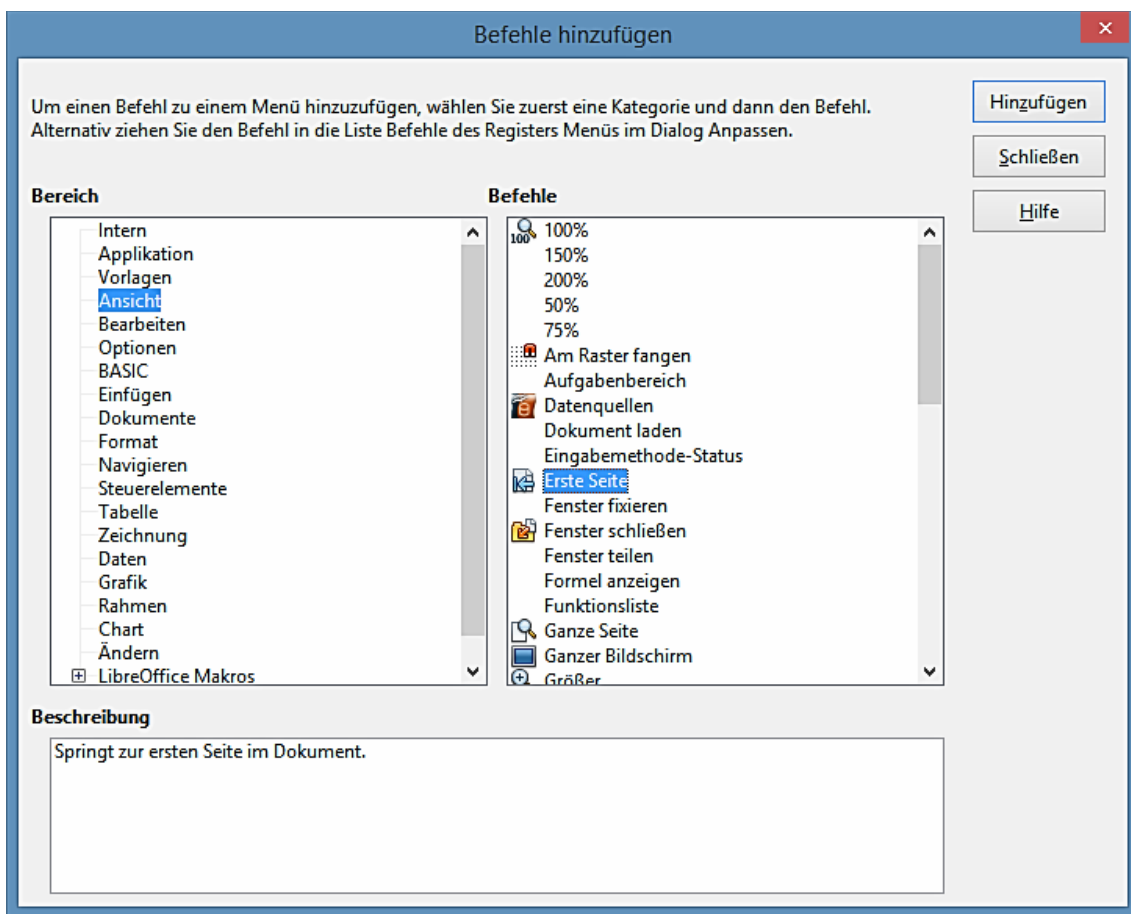 Befehle hinzufügen
Um einen Befehl zu einem Menü hinzuzufügen, wählen Sie zuerst eine Kategorie und dann den Befehl.
Alternativ ziehen Sie den Befehl in die Liste Befehle des Registers Menüs im Dialog Anpassen.
Hinzufügen
Schließen
Hilfe
Bereich
Intern
Applikation
Vorlagen
Ansicht
Bearbeiten
Optionen
BASIC
Einfügen
Dokumente
Format
Navigieren
Steuerelemente
Tabelle
Zeichnung
Daten
Grafik
Rahmen
Chart
Ändern
LibreOffice Makros
Befehle
100 100%
150%
200%
50%
75%
Am Raster fangen
Aufgabenbereich
Datenquellen
Dokument laden
Eingabemethode-Status
Erste Seite
Fenster fixieren
Fenster schließen
Fenster teilen
Formel anzeigen
Funktionsliste
Ganze Seite
Ganzer Bildschirm
Größer
Beschreibung
Springt zur ersten Seite im Dokument.